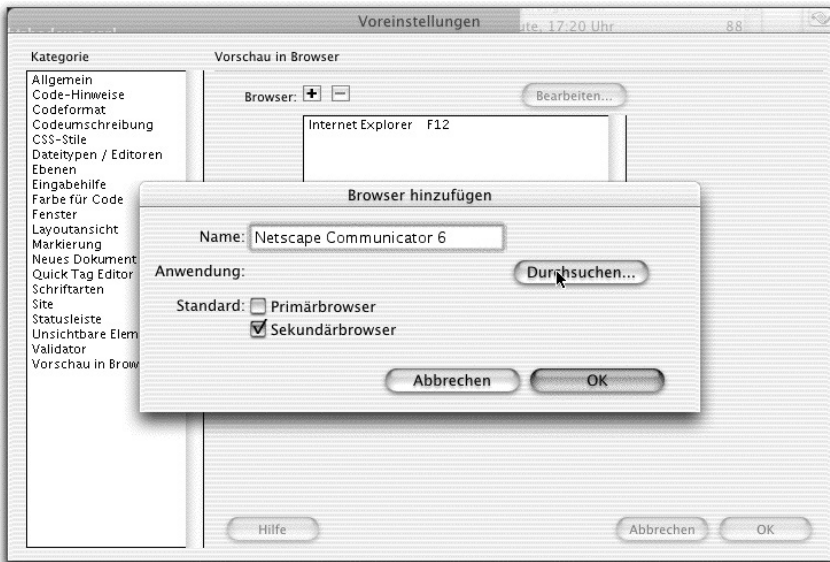 Voreinstellungen
17:20 Uhr
88
Kategorie
Vorschau in Browser
Allgemein
Code-Hinweise
Codeformat
Codeumschreibung
CSS-Stile
Dateitypen / Editoren
Ebenen
Eingabehilfe
Farbe für Code
Fenster
Layoutansicht
Markierung
Neues Dokument
Quick Tag Editor
Schriftarten
Site
Statusleiste
Unsichtbare Elem
Validator
Vorschau in Brow
Browser: + −
Bearbeiten...
Internet Explorer F12
Browser hinzufügen
Name: Netscape Communicator 6
Anwendung:
Durchsuchen...
Standard: Primärbrowser
Sekundärbrowser
Abbrechen
OK
Hilfe
Abbrechen
OK